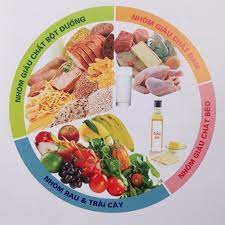 NHÓM GIÀU CHẤT BỘT ĐƯỜNG
NHÓM GIÀU CHẤT ĐẠM
NHÓM GIÀU CHẤT BÉO
NHÓM RAU & TRÁI CÂY